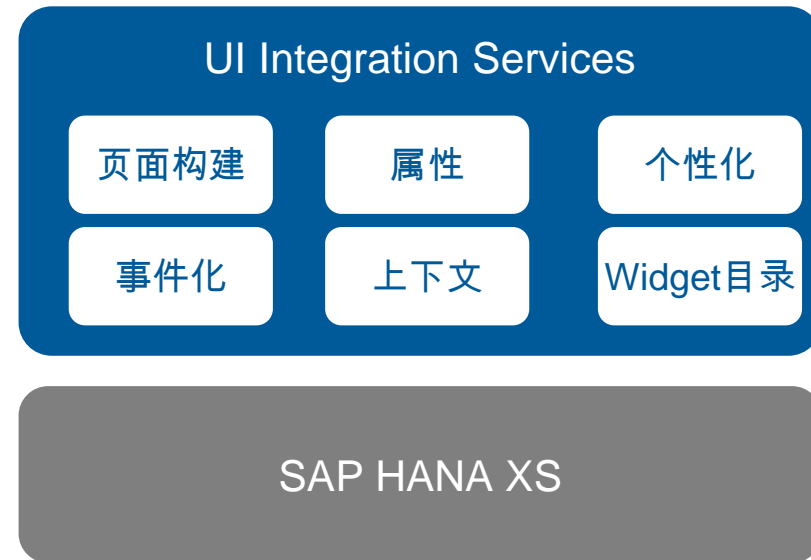 UI Integration Services
页面构建
属性
个性化
事件化
上下文
Widget目录
SAP HANA XS